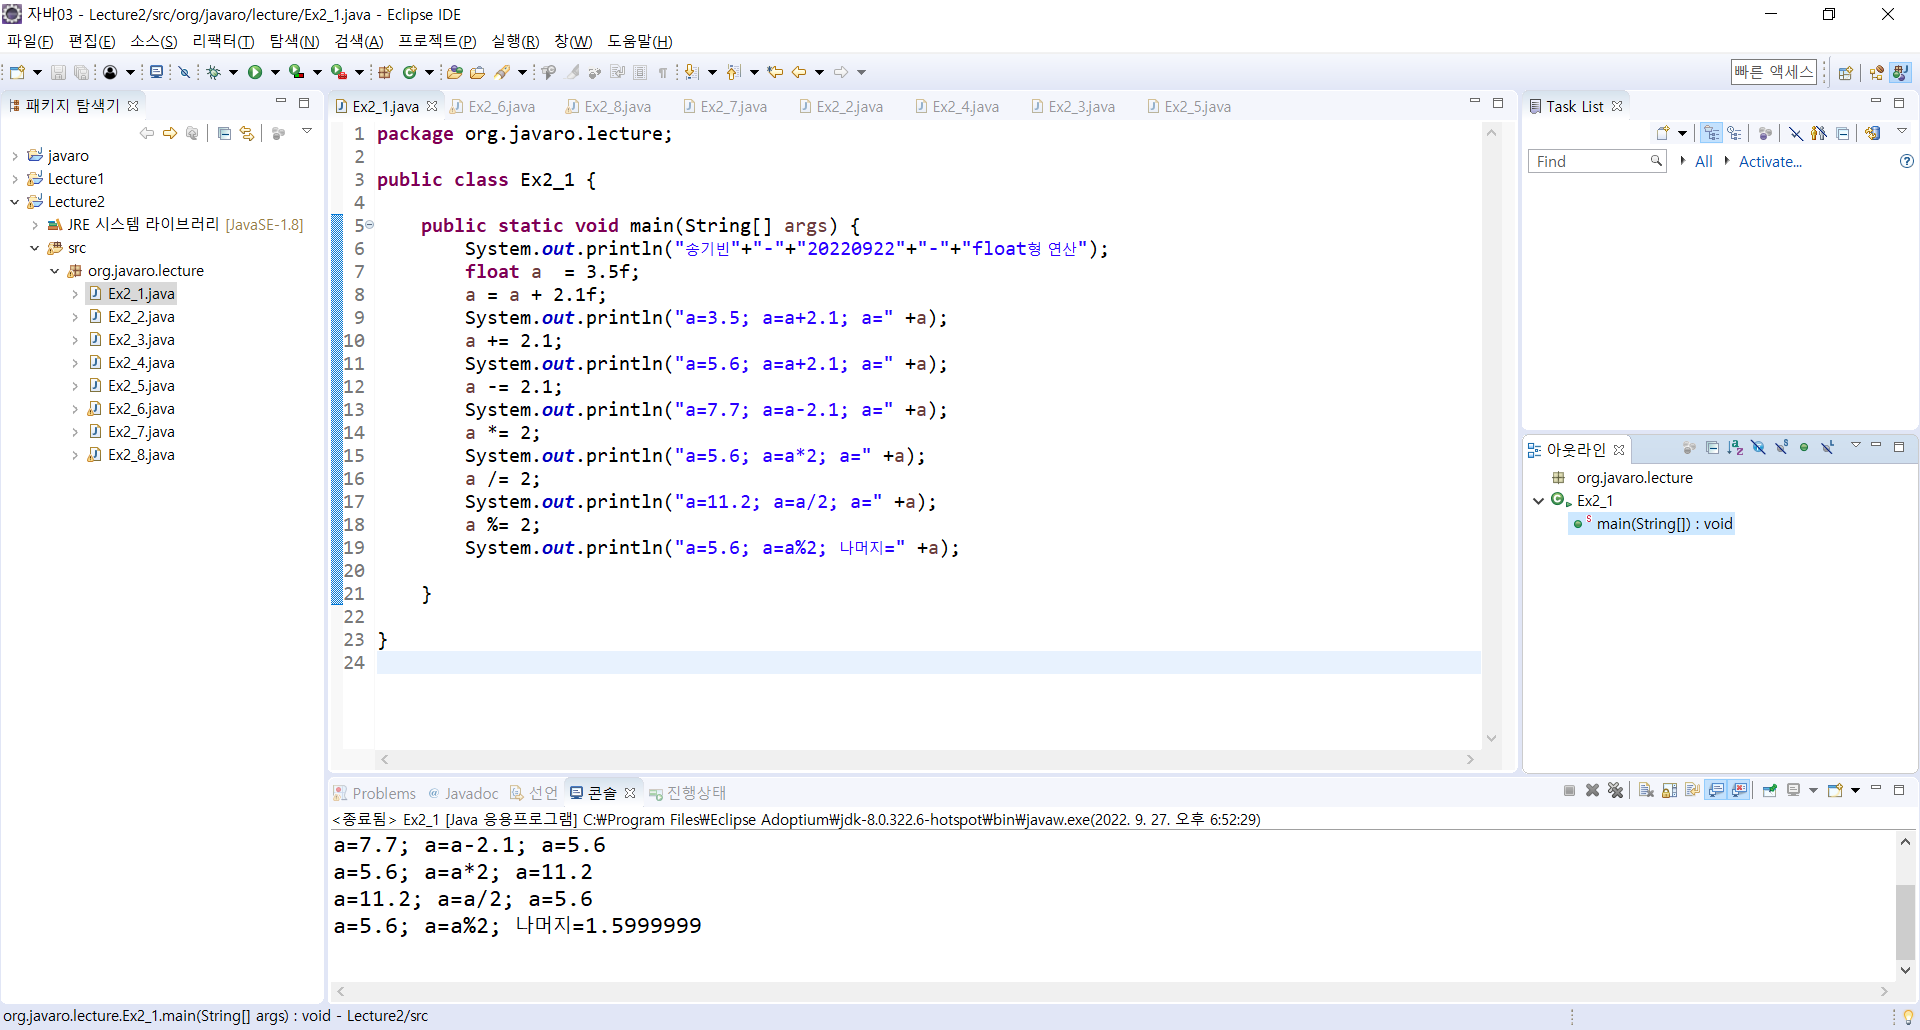 자바03 - Lecture2/src/org/javaro/lecture/Ex2_1.java - Eclipse IDE
파일(F) 편집(E) 소스(S) 리팩터(T) 탐색(N) 검색(A) 프로젝트(P) 실행(R) 창(W) 도움말(H)
빠른 액세스
패키지 탐색기
javaro
Lecture1
Lecture2
JRE 시스템 라이브러리 [JavaSE-1.8]
src
org.javaro.lecture
Ex2_1.java
Ex2_2.java
Ex2_3.java
Ex2_4.java
Ex2_5.java
Ex2_6.java
Ex2_7.java
Ex2_8.java
Ex2_1.java Ex2_6.java Ex2_8.java Ex2_7.java Ex2_2.java Ex2_4.java Ex2_3.java Ex2_5.java
1 package org.javaro.lecture;
2
3 public class Ex2_1 {
4
5 public static void main(String[] args) {
6 System.out.println("송기빈"+"-"+"20220922"+"-"+"float형 연산");
7 float a  = 3.5f;
8 a = a + 2.1f;
9 System.out.println("a=3.5; a=a+2.1; a=" +a);
10 a += 2.1;
11 System.out.println("a=5.6; a=a+2.1; a=" +a);
12 a -= 2.1;
13 System.out.println("a=7.7; a=a-2.1; a=" +a);
14 a *= 2;
15 System.out.println("a=5.6; a=a*2; a=" +a);
16 a /= 2;
17 System.out.println("a=11.2; a=a/2; a=" +a);
18 a %= 2;
19 System.out.println("a=5.6; a=a%2; 나머지=" +a);
20
21 }
22
23 }
24
Task List
Find All Activate...
아웃라인
org.javaro.lecture
Ex2_1
main(String[]) : void
Problems @ Javadoc 선언 콘솔 진행상태
<종료됨> Ex2_1 [Java 응용프로그램] C:₩Program Files₩Eclipse Adoptium₩jdk-8.0.322.6-hotspot₩bin₩javaw.exe(2022. 9. 27. 오후 6:52:29)
a=7.7; a=a-2.1; a=5.6
a=5.6; a=a*2; a=11.2
a=11.2; a=a/2; a=5.6
a=5.6; a=a%2; 나머지=1.5999999
org.javaro.lecture.Ex2_1.main(String[] args) : void - Lecture2/src